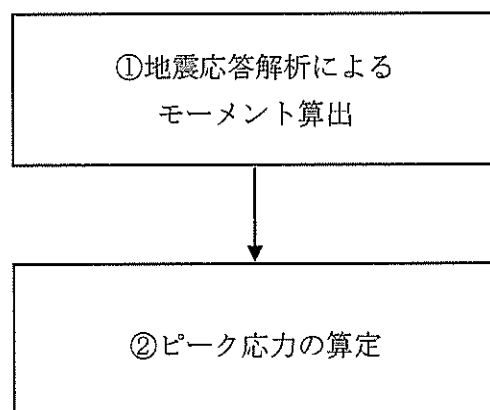 ①地震応答解析による
モーメント算出
②ピーク応力の算定